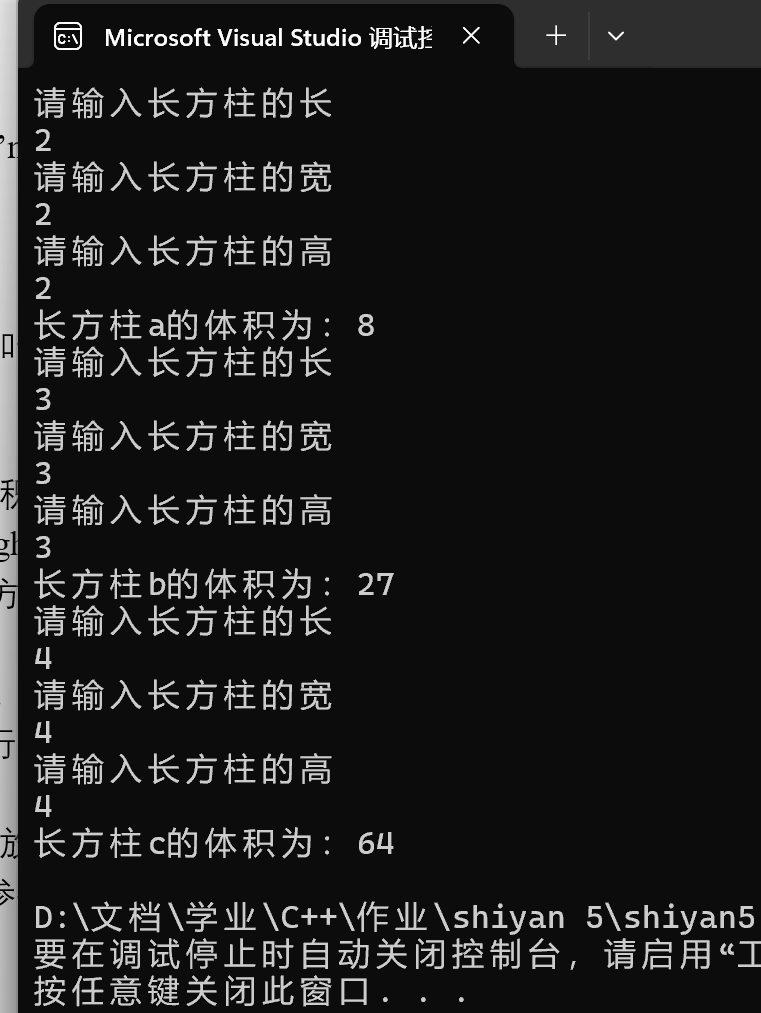 Microsoft Visual Studio 调试
请输入长方柱的长
2
请输入长方柱的宽
2
请输入长方柱的高
2
长方柱a的体积为：8
请输入长方柱的长
3
请输入长方柱的宽
3
请输入长方柱的高
3
长方柱b的体积为：27
请输入长方柱的长
4
请输入长方柱的宽
4
请输入长方柱的高
4
长方柱c的体积为：64
D:\文档\学业\C++\作业\shiyan 5\shiyan5
要在调试停止时自动关闭控制台，请启用“工
按任意键关闭此窗口. . .